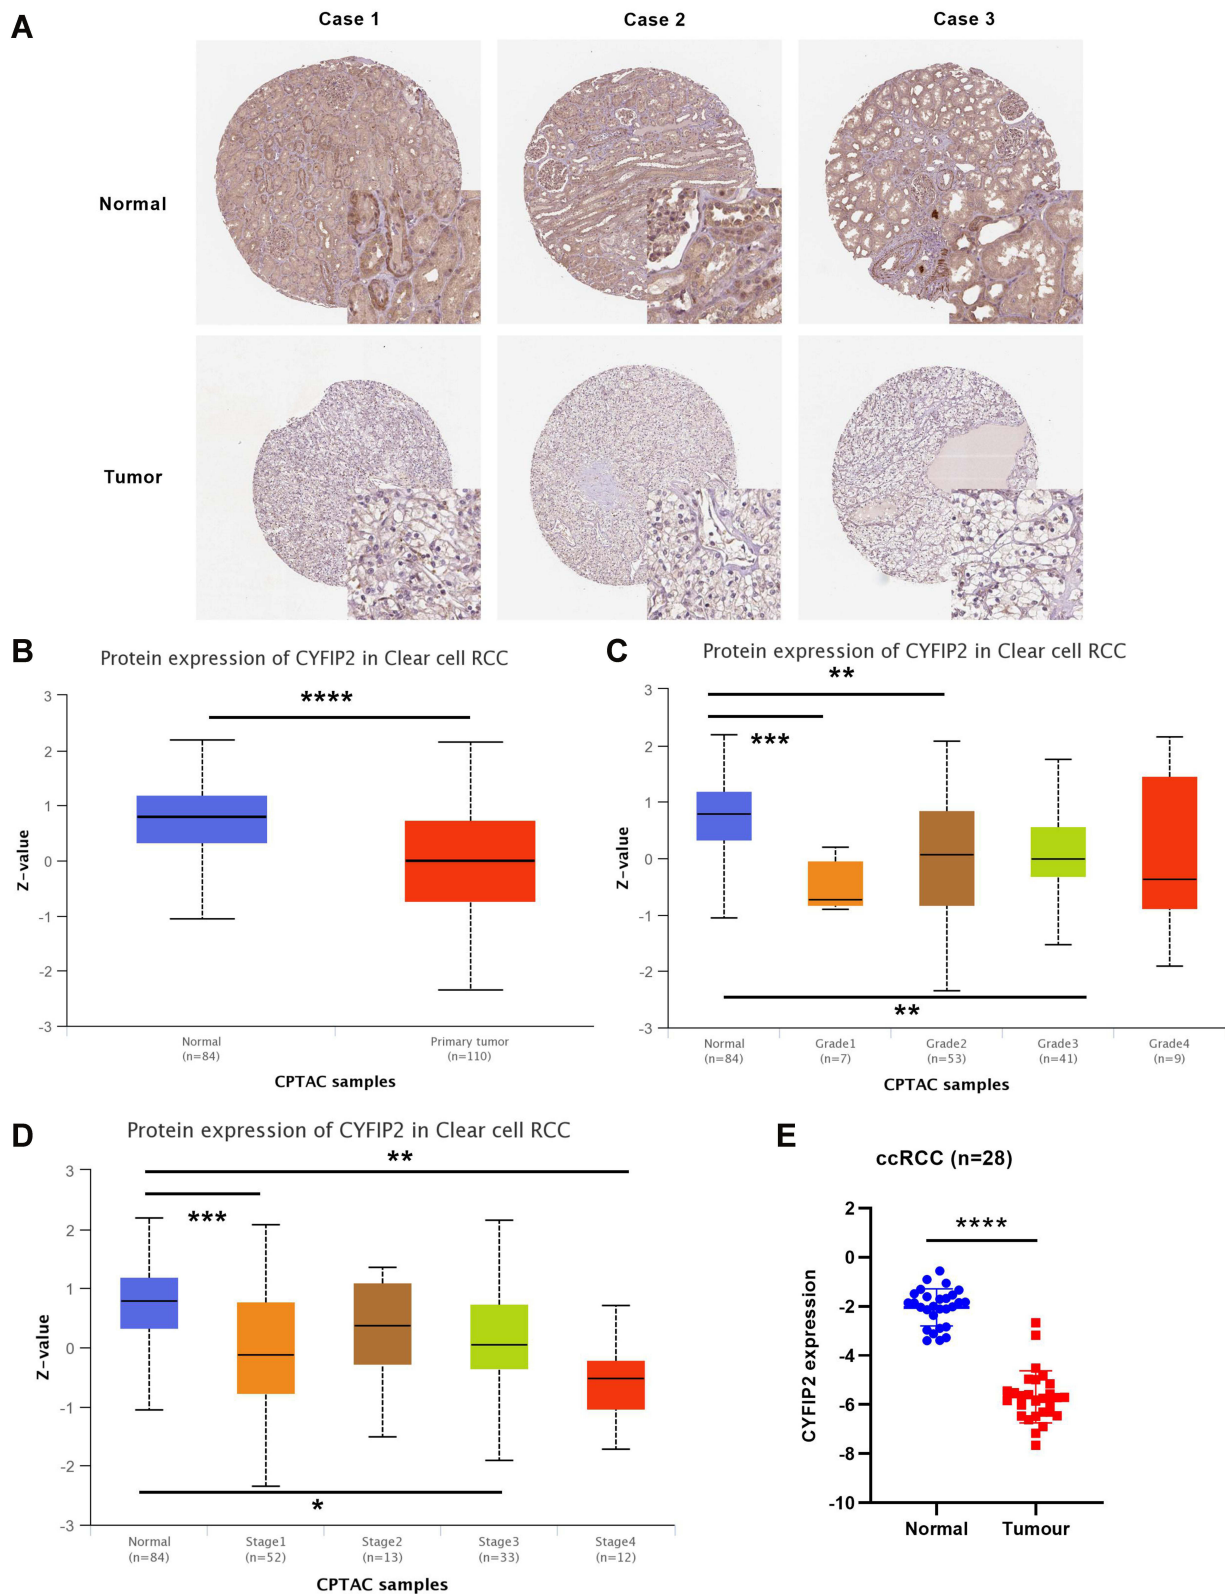 A
Case 1
Case 2
Case 3
Normal
Tumor
B
Protein expression of CYFIP2 in Clear cell RCC
****
3
2
1
0
-1
-2
-3
Z-value
Normal
(n=84)
Primary tumor
(n=110)
CPTAC samples
C
Protein expression of CYFIP2 in Clear cell RCC
**
***
3
2
1
0
-1
-2
-3
Z-value
**
Normal
(n=84)
Grade1
(n=7)
Grade2
(n=53)
Grade3
(n=41)
Grade4
(n=9)
CPTAC samples
D
Protein expression of CYFIP2 in Clear cell RCC
**
***
3
2
1
0
-1
-2
-3
Z-value
*
Normal
(n=84)
Stage1
(n=52)
Stage2
(n=13)
Stage3
(n=33)
Stage4
(n=12)
CPTAC samples
E
ccRCC (n=28)
****
2
0
-2
-4
-6
-8
-10
CYFIP2 expression
Normal
Tumour